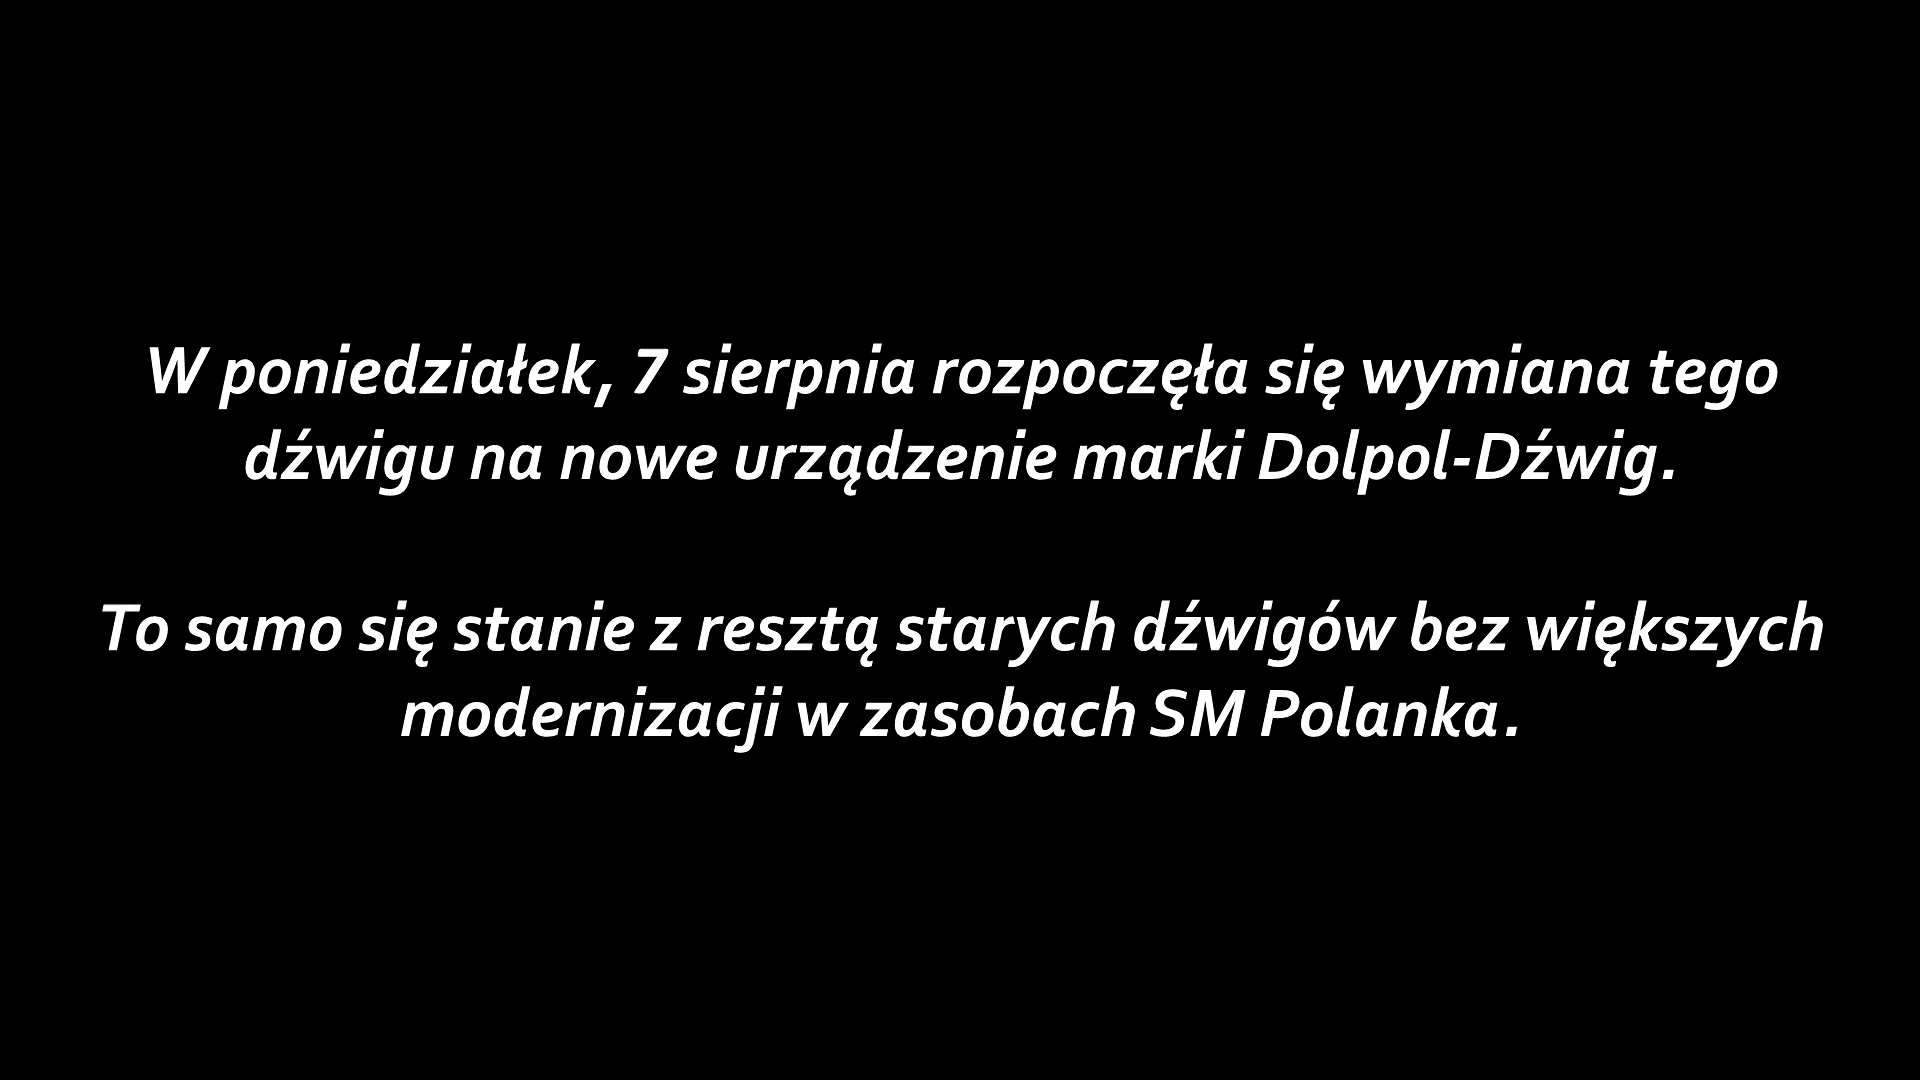 W poniedziałek, 7 sierpnia rozpoczęła się wymiana tego
dźwigu na nowe urządzenie marki Dolpol-Dźwig.
To samo się stanie z resztą starych dźwigów bez większych
modernizacji w zasobach SM Polanka.